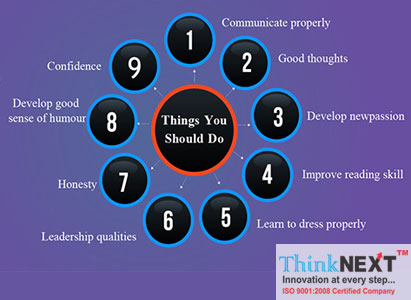 1
Communicate properly
2
Good thoughts
3
Develop newpassion
4
Improve reading skill
5
Learn to dress properly
6
Leadership qualities
7
Honesty
8
Develop good
sense of humour
9
Confidence
Things You
Should Do
ThinkNEXT™
Innovation at every step...
ISO 9001:2008 Certified Company